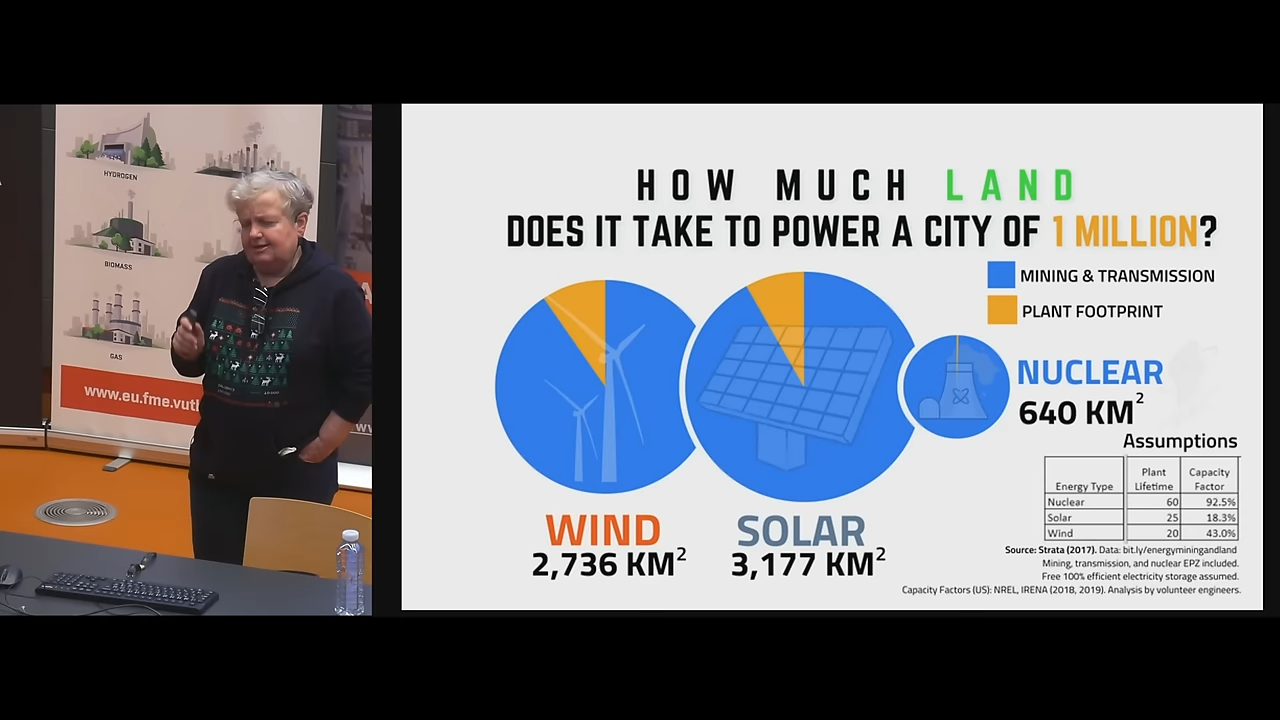 HYDROGEN
BIOMASS
GAS
www.eu.fme.vutb
HOW MUCH LAND
DOES IT TAKE TO POWER A CITY OF 1 MILLION?
MINING & TRANSMISSION
PLANT FOOTPRINT
NUCLEAR
640 KM²
WIND
2,736 KM²
SOLAR
3,177 KM²
Assumptions
Energy Type Plant Lifetime Capacity Factor
Nuclear 60 92.5%
Solar 25 18.3%
Wind 20 43.0%
Source: Strata (2017). Data: bit.ly/energyminingandland
Mining, transmission, and nuclear EPZ included.
Free 100% efficient electricity storage assumed.
Capacity Factors (US): NREL, IRENA (2018, 2019). Analysis by volunteer engineers.